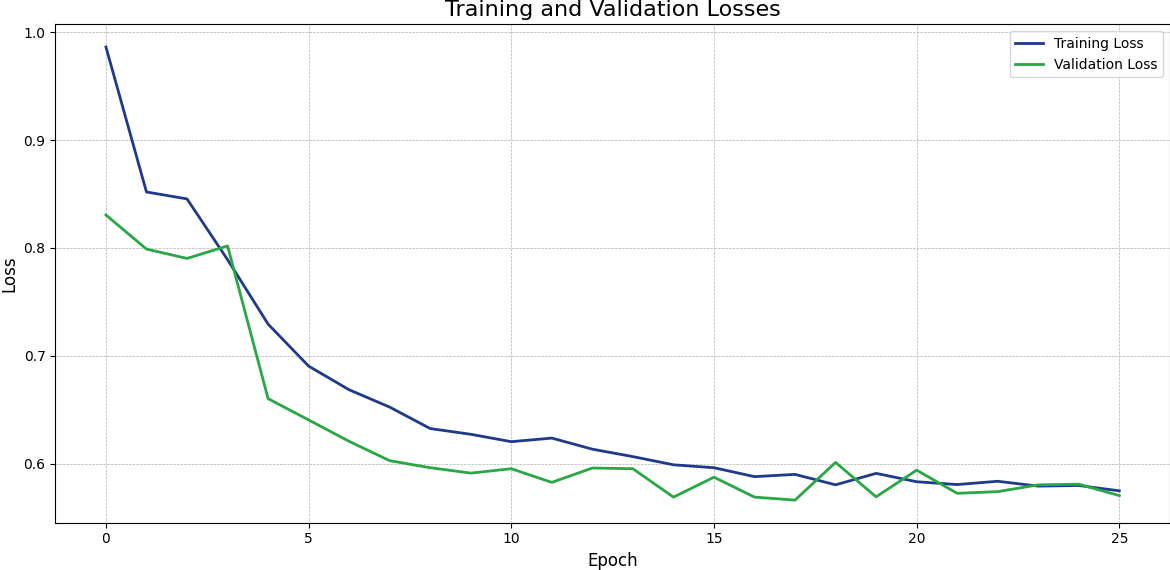 Training and Validation Losses
Training Loss
Validation Loss
1.0
0.9
0.8
0.7
0.6
Loss
0 5 10 15 20 25
Epoch